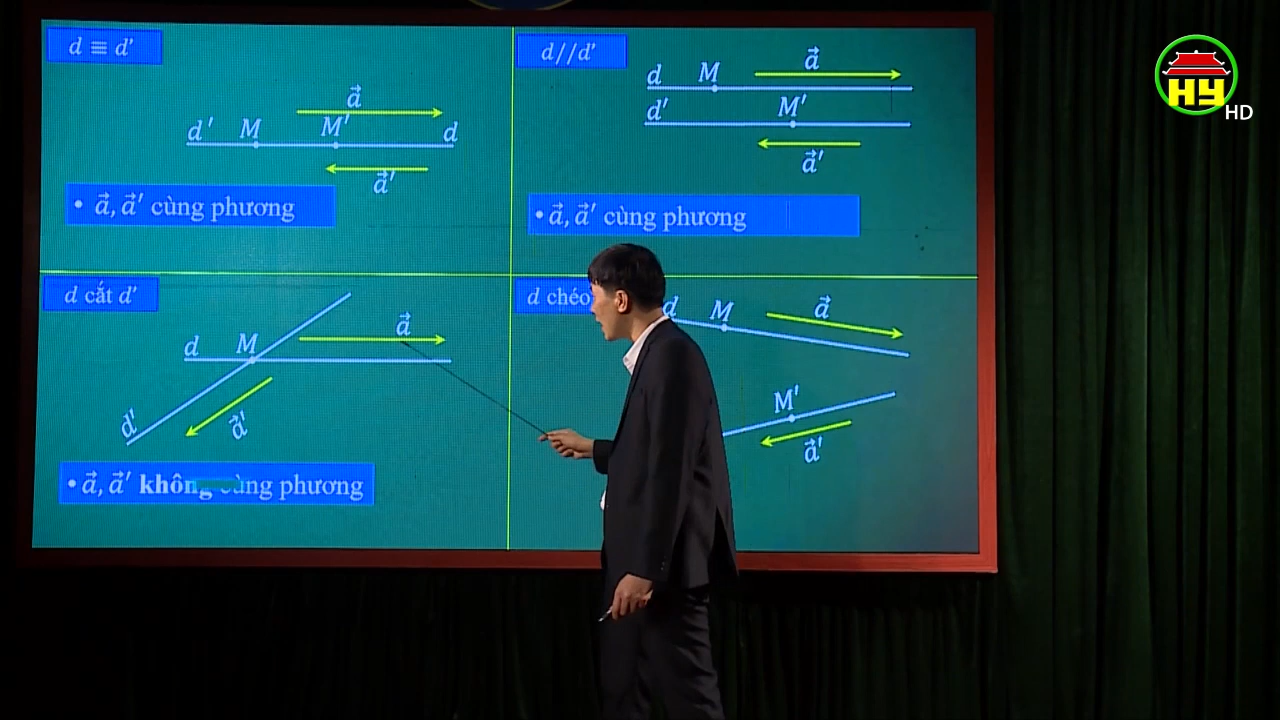 d ≡ d'
a⃗
d' M M' d
a⃗'
• a⃗, a⃗' cùng phương
d//d'
a⃗
d M
d' M'
a⃗'
• a⃗, a⃗' cùng phương
d cắt d'
a⃗
d M
d'
a⃗'
• a⃗, a⃗' không cùng phương
d chéo
d M a⃗
M'
a⃗'
HY
HD